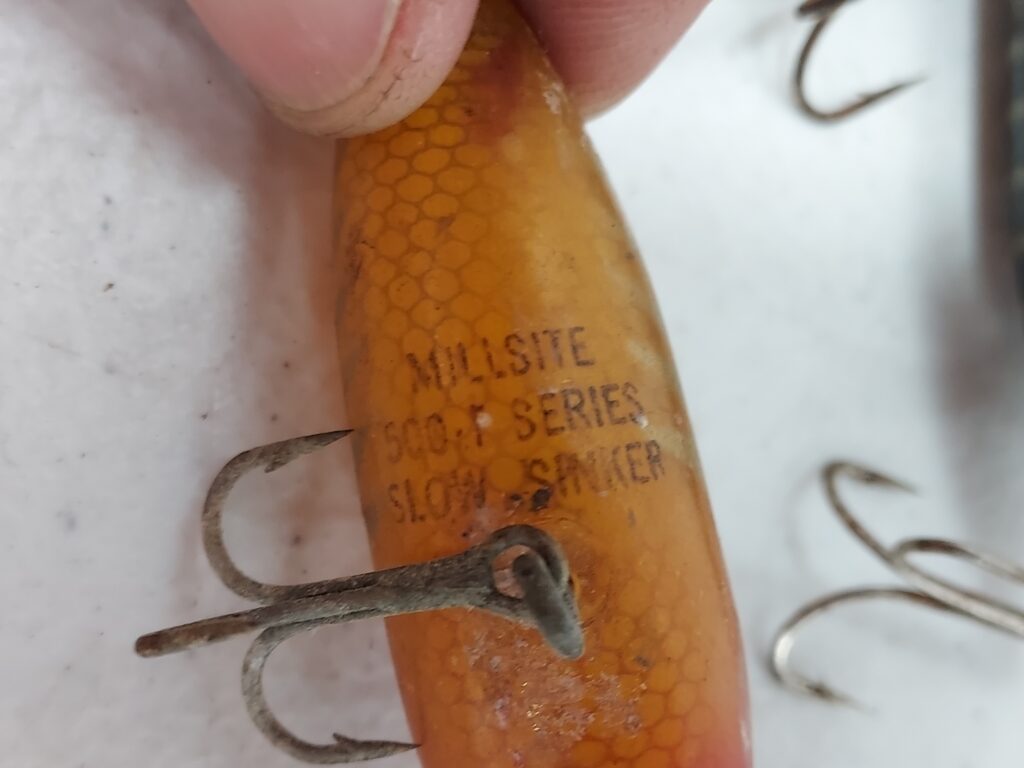 MILLSITE
500-F SERIES
SLOW - SINKER